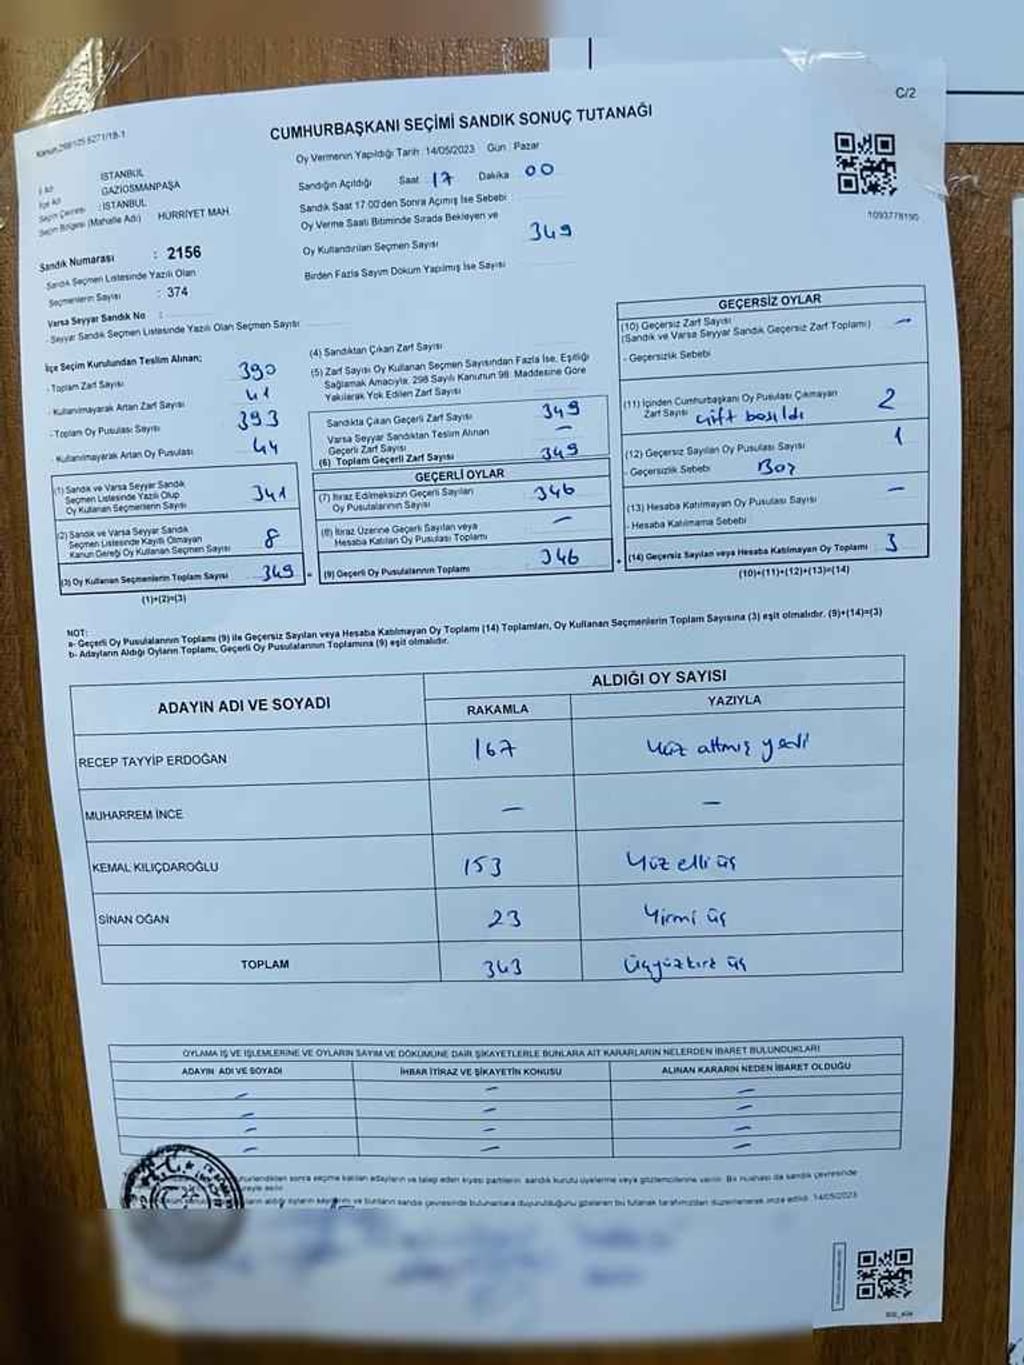 C/2
CUMHURBAŞKANI SEÇİMİ SANDIK SONUÇ TUTANAĞI
İSTANBUL
GAZİOSMANPAŞA
: İSTANBUL
Seçim Bölgesi (Mahalle Adı) HÜRRİYET MAH.
Sandık Numarası : 2156
Sandık Seçmen Listesinde Yazılı Olan
Seçmenlerin Sayısı : 374
Varsa Seyyar Sandık No :
- Seyyar Sandık Seçmen Listesinde Yazılı Olan Seçmen Sayısı
Oy Vermenin Yapıldığı Tarih :14/05/2023 Gün : Pazar
Sandığın Açıldığı Saat 17 Dakika 00
Sandık Saat 17.00'den Sonra Açılmış İse Sebebi
Oy Verme Saati Bitiminde Sırada Bekleyen ve
Oy Kullandırılan Seçmen Sayısı 349
Birden Fazla Sayım Döküm Yapılmış İse Sayısı
1093778190
İlçe Seçim Kurulundan Teslim Alınan;
- Toplam Zarf Sayısı 390
- Kullanılmayarak Artan Zarf Sayısı 41
- Toplam Oy Pusulası Sayısı 393
- Kullanılmayarak Artan Oy Pusulası 44
(1) Sandık ve Varsa Seyyar Sandık
Seçmen Listesinde Yazılı Olup
Oy Kullanan Seçmenlerin Sayısı 341
(2) Sandık ve Varsa Seyyar Sandık
Seçmen Listesinde Kayıtlı Olmayan
Kanun Gereği Oy Kullanan Seçmen Sayısı 8
(3) Oy Kullanan Seçmenlerin Toplam Sayısı 349
(1)+(2)=(3)
(4) Sandıktan Çıkan Zarf Sayısı
(5) Zarf Sayısı Oy Kullanan Seçmen Sayısından Fazla İse, Eşitliği
Sağlamak Amacıyla, 298 Sayılı Kanunun 98. Maddesine Göre
Yakılarak Yok Edilen Zarf Sayısı
Sandıkta Çıkan Geçerli Zarf Sayısı 349
Varsa Seyyar Sandıktan Teslim Alınan
Geçerli Zarf Sayısı —
(6) Toplam Geçerli Zarf Sayısı 349
GEÇERLİ OYLAR
(7) İtiraz Edilmeksizin Geçerli Sayılan
Oy Pusulalarının Sayısı 346
(8) İtiraz Üzerine Geçerli Sayılan veya
Hesaba Katılan Oy Pusulası Toplamı —
= (9) Geçerli Oy Pusulalarının Toplamı 346
GEÇERSİZ OYLAR
(10) Geçersiz Zarf Sayısı —
(Sandık ve Varsa Seyyar Sandık Geçersiz Zarf Toplamı)
- Geçersizlik Sebebi
(11) İçinden Cumhurbaşkanı Oy Pusulası Çıkmayan
Zarf Sayısı çift basıldı 2
(12) Geçersiz Sayılan Oy Pusulası Sayısı 1
- Geçersizlik Sebebi Boş
(13) Hesaba Katılmayan Oy Pusulası Sayısı —
- Hesaba Katılmama Sebebi
+ (14) Geçersiz Sayılan veya Hesaba Katılmayan Oy Toplamı 3
(10)+(11)+(12)+(13)=(14)
NOT:
a- Geçerli Oy Pusulalarının Toplamı (9) ile Geçersiz Sayılan veya Hesaba Katılmayan Oy Toplamı (14) Toplamları, Oy Kullanan Seçmenlerin Toplam Sayısına (3) eşit olmalıdır. (9)+(14)=(3)
b- Adayların Aldığı Oyların Toplamı, Geçerli Oy Pusulalarının Toplamına (9) eşit olmalıdır.
ADAYIN ADI VE SOYADI ALDIĞI OY SAYISI
RAKAMLA YAZIYLA
RECEP TAYYİP ERDOĞAN 167 Yüz altmış yedi
MUHARREM İNCE — —
KEMAL KILIÇDAROĞLU 153 Yüz elli üç
SİNAN OĞAN 23 Yirmi üç
TOPLAM 343 Üçyüzkırk üç
OYLAMA İŞ VE İŞLEMLERİNE VE OYLARIN SAYIM VE DÖKÜMÜNE DAİR ŞİKAYETLERLE BUNLARA AİT KARARLARIN NELERDEN İBARET BULUNDUKLARI
ADAYIN ADI VE SOYADI İHBAR İTİRAZ VE ŞİKAYETİN KONUSU ALINAN KARARIN NEDEN İBARET OLDUĞU
— — —
— — —
— — —
— — —
sonra seçime katılan adayların ve talep eden siyasi partilerin sandık kurulu üyelerine veya gözlemcilerine verilir. Bir nüshası da sandık çevresinde
aldığı oyların sayılarını ve bunların sandık çevresinde bulunanlara duyurulduğunu gösteren bu tutanak tarafımızdan düzenlenerek imza edildi. 14/05/2023